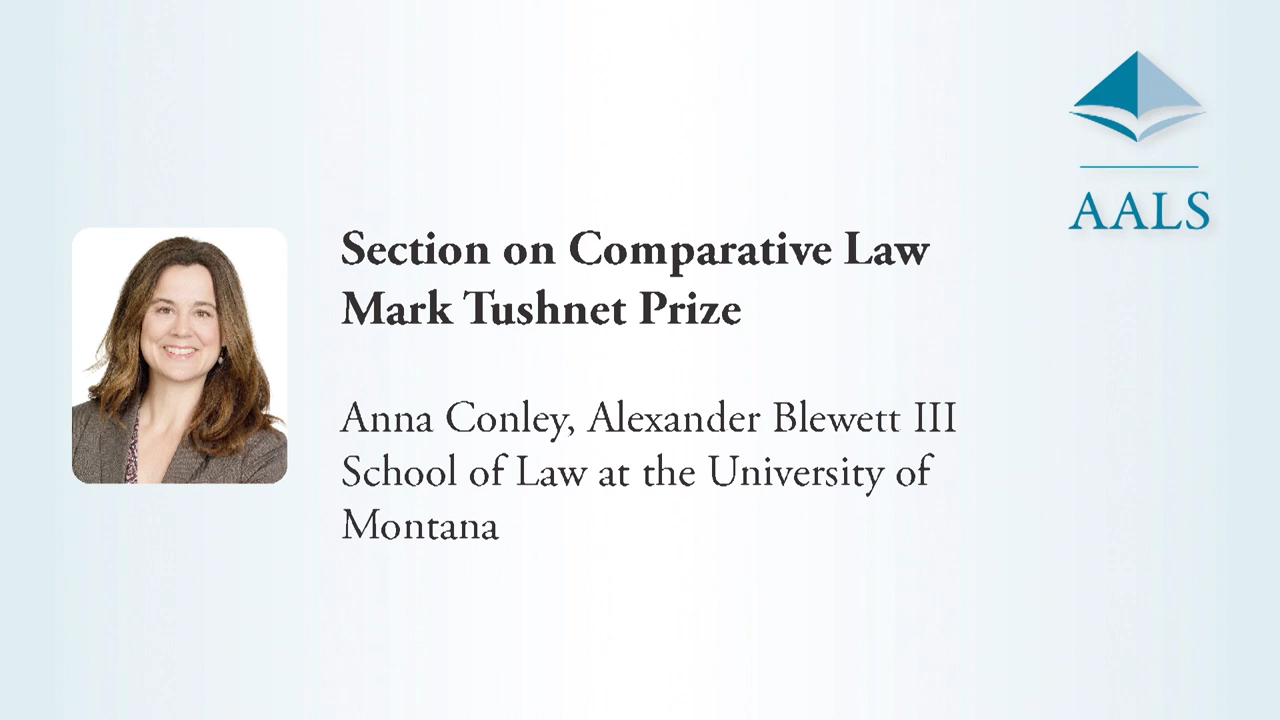 AALS
Section on Comparative Law
Mark Tushnet Prize
Anna Conley, Alexander Blewett III
School of Law at the University of
Montana